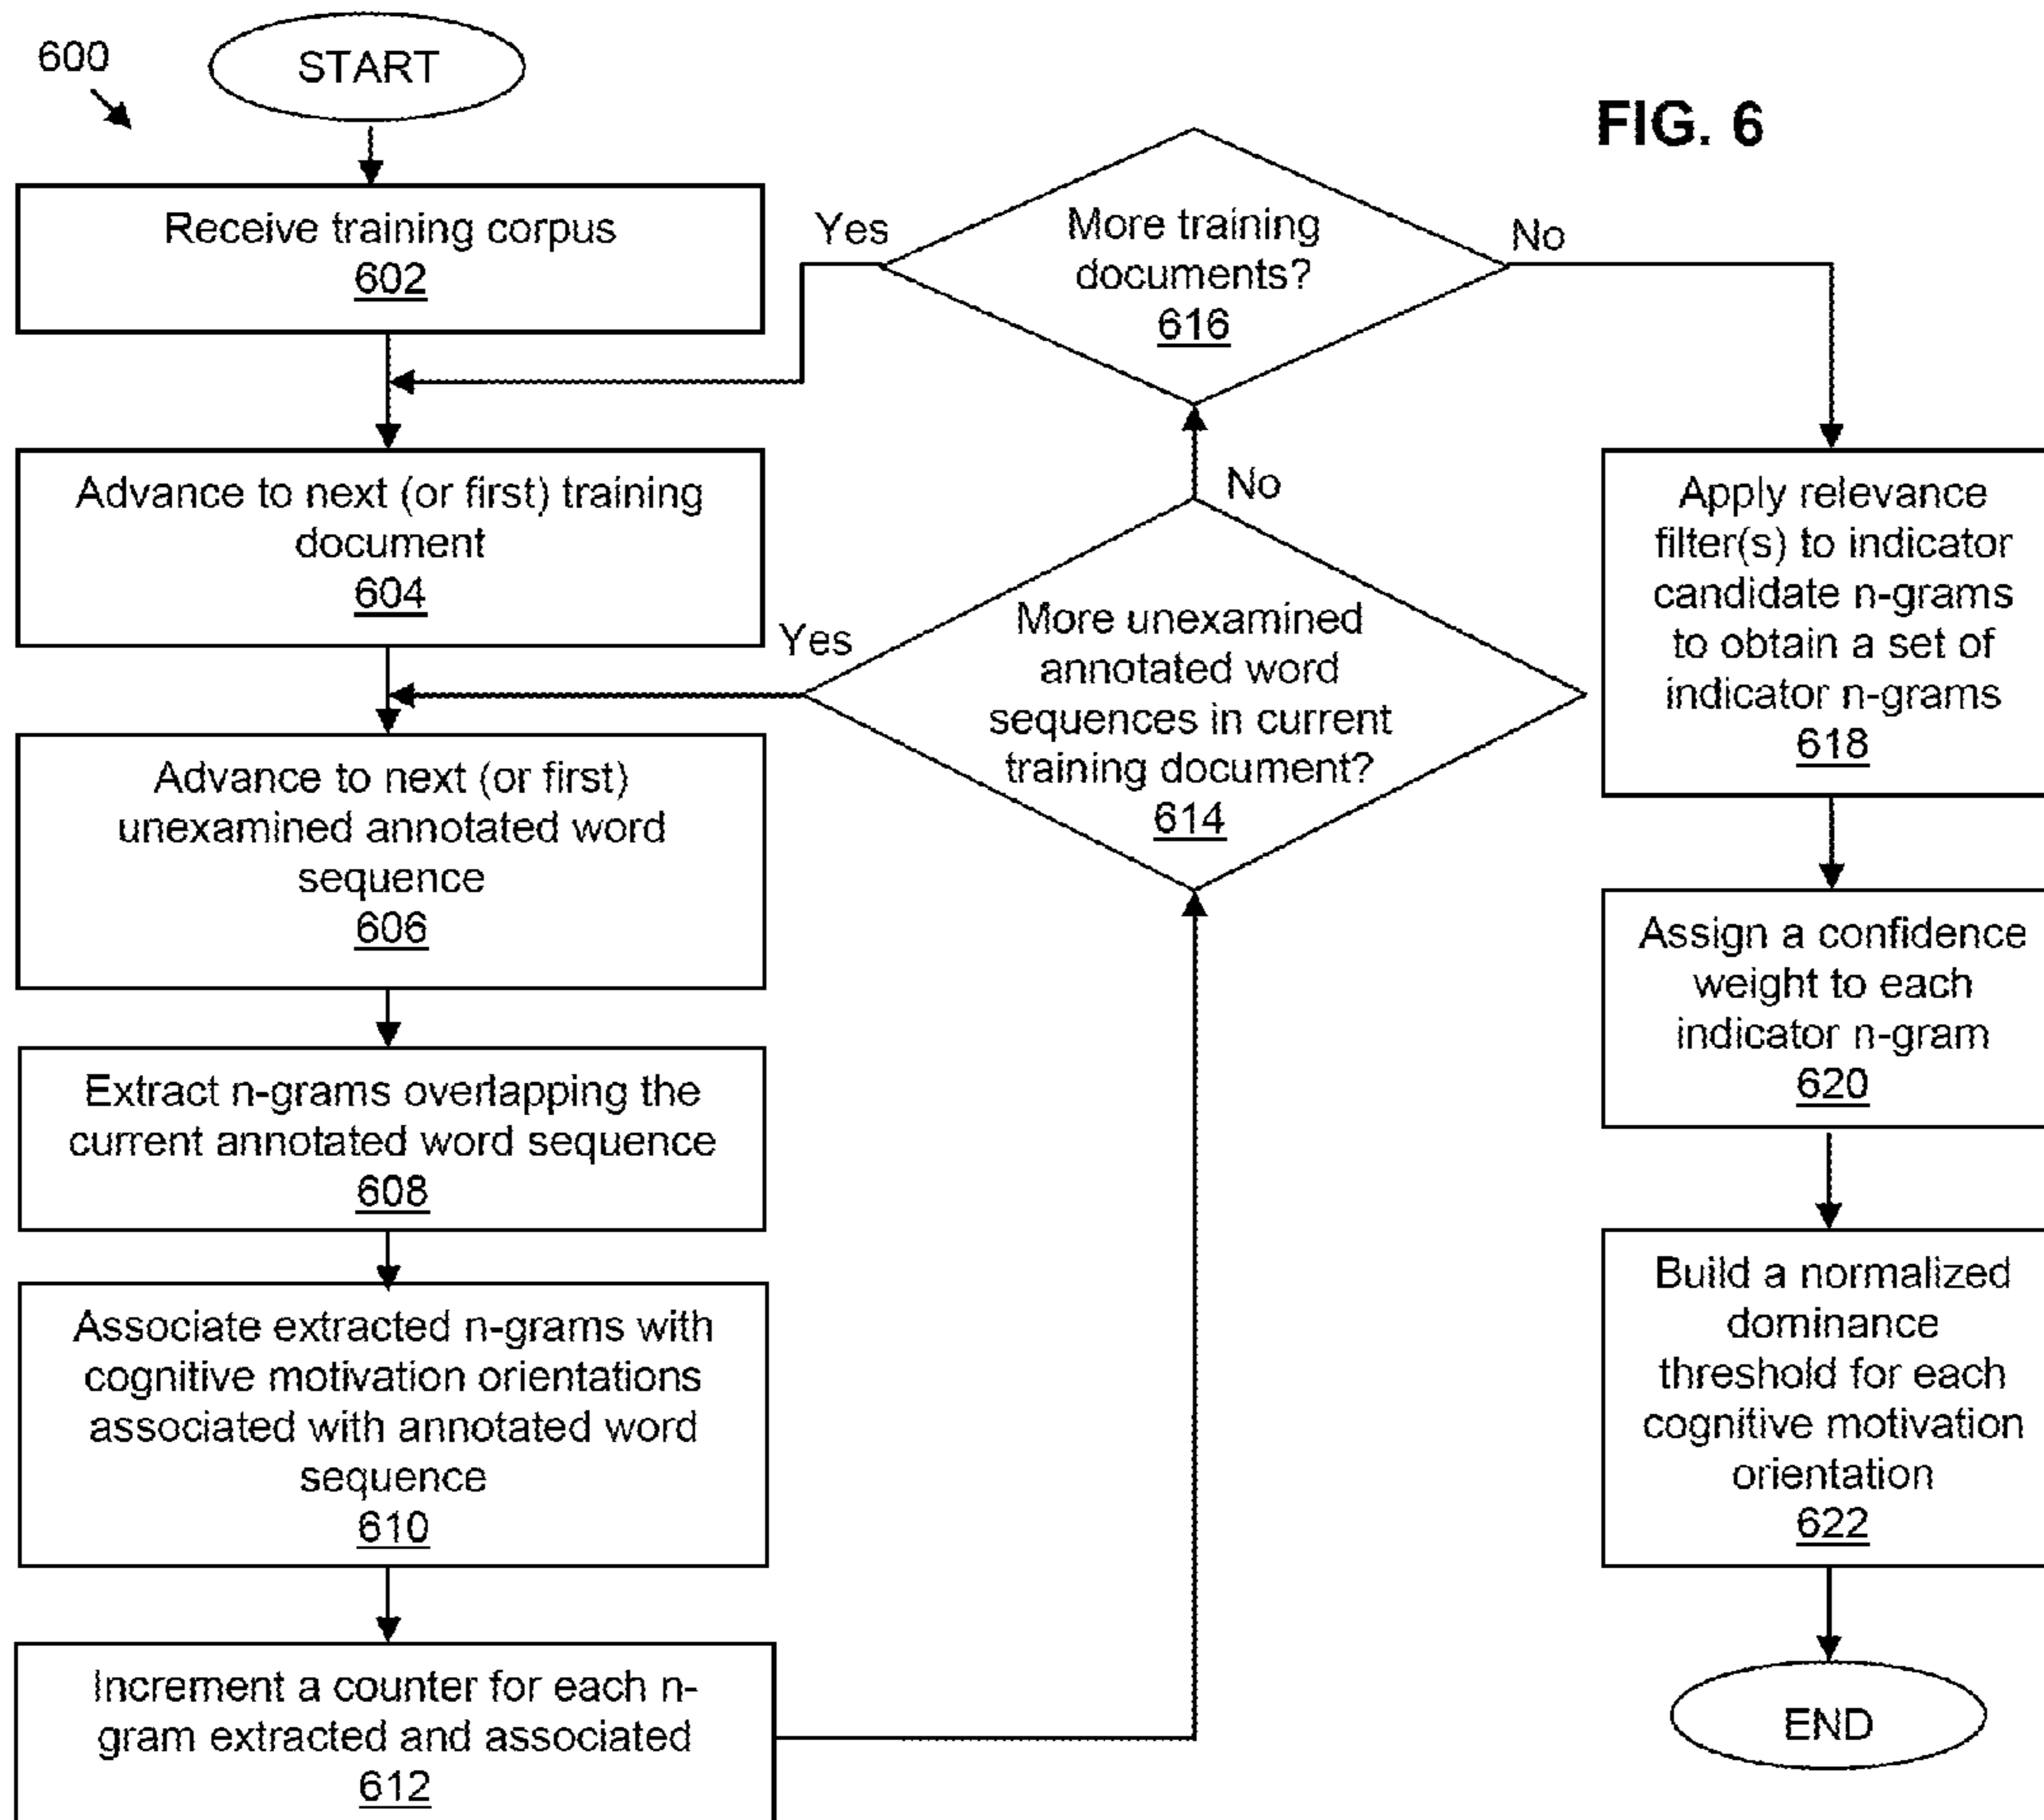 600
START
FIG. 6
Receive training corpus
602
Advance to next (or first) training
document
604
Advance to next (or first)
unexamined annotated word
sequence
606
Extract n-grams overlapping the
current annotated word sequence
608
Associate extracted n-grams with
cognitive motivation orientations
associated with annotated word
sequence
610
Increment a counter for each n-
gram extracted and associated
612
More unexamined
annotated word
sequences in current
training document?
614
Yes
No
More training
documents?
616
Yes
No
Apply relevance
filter(s) to indicator
candidate n-grams
to obtain a set of
indicator n-grams
618
Assign a confidence
weight to each
indicator n-gram
620
Build a normalized
dominance
threshold for each
cognitive motivation
orientation
622
END